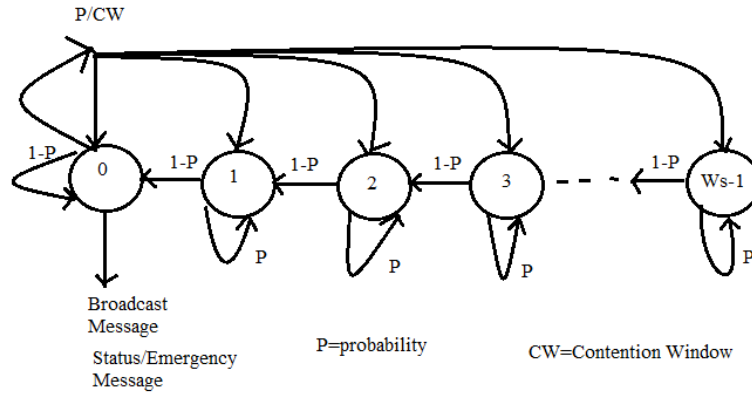 P/CW
1-P
0
1-P
1
1-P
2
1-P
3
1-P
Ws-1
P
P
P
P
Broadcast
Message
Status/Emergency
Message
P=probability
CW=Contention Window